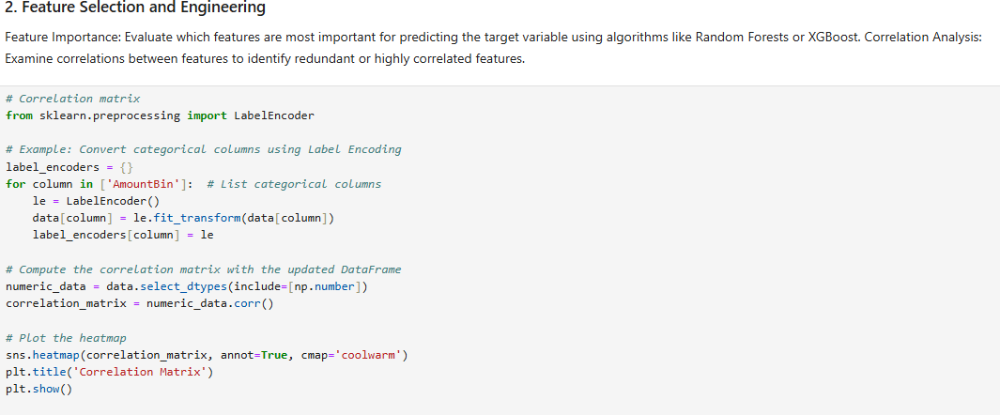 2. Feature Selection and Engineering
Feature Importance: Evaluate which features are most important for predicting the target variable using algorithms like Random Forests or XGBoost. Correlation Analysis:
Examine correlations between features to identify redundant or highly correlated features.
# Correlation matrix
from sklearn.preprocessing import LabelEncoder
# Example: Convert categorical columns using Label Encoding
label_encoders = {}
for column in ['AmountBin']:  # List categorical columns
    le = LabelEncoder()
    data[column] = le.fit_transform(data[column])
    label_encoders[column] = le
# Compute the correlation matrix with the updated DataFrame
numeric_data = data.select_dtypes(include=[np.number])
correlation_matrix = numeric_data.corr()
# Plot the heatmap
sns.heatmap(correlation_matrix, annot=True, cmap='coolwarm')
plt.title('Correlation Matrix')
plt.show()